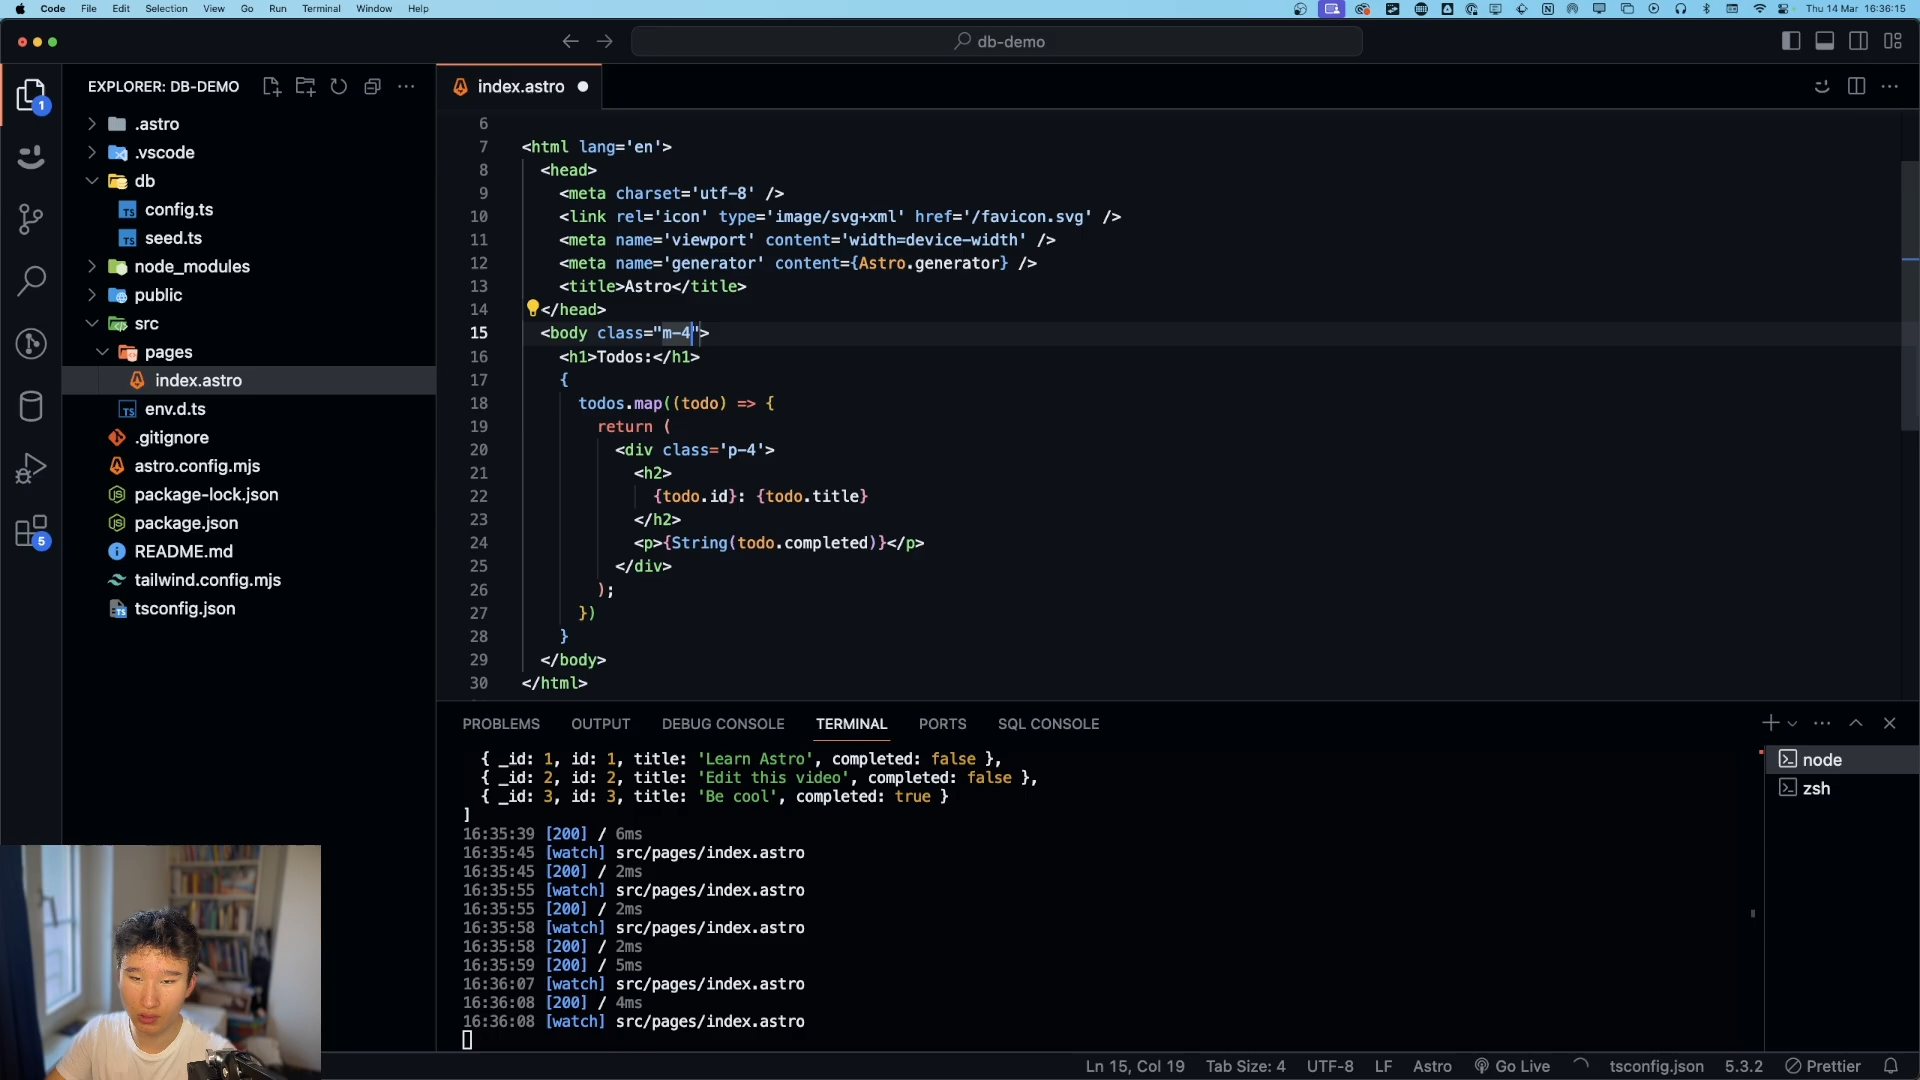 Code File Edit Selection View Go Run Terminal Window Help
Thu 14 Mar 16:36:15
db-demo
EXPLORER: DB-DEMO
index.astro
1
5
.astro
.vscode
db
config.ts
seed.ts
node_modules
public
src
pages
index.astro
env.d.ts
.gitignore
astro.config.mjs
package-lock.json
package.json
README.md
tailwind.config.mjs
tsconfig.json
6
7 <html lang='en'>
8 <head>
9 <meta charset='utf-8' />
10 <link rel='icon' type='image/svg+xml' href='/favicon.svg' />
11 <meta name='viewport' content='width=device-width' />
12 <meta name='generator' content={Astro.generator} />
13 <title>Astro</title>
14 </head>
15 <body class="m-4">
16 <h1>Todos:</h1>
17 {
18 todos.map((todo) => {
19 return (
20 <div class='p-4'>
21 <h2>
22 {todo.id}: {todo.title}
23 </h2>
24 <p>{String(todo.completed)}</p>
25 </div>
26 );
27 })
28 }
29 </body>
30 </html>
PROBLEMS OUTPUT DEBUG CONSOLE TERMINAL PORTS SQL CONSOLE
{ _id: 1, id: 1, title: 'Learn Astro', completed: false },
{ _id: 2, id: 2, title: 'Edit this video', completed: false },
{ _id: 3, id: 3, title: 'Be cool', completed: true }
]
16:35:39 [200] / 6ms
16:35:45 [watch] src/pages/index.astro
16:35:45 [200] / 2ms
16:35:55 [watch] src/pages/index.astro
16:35:55 [200] / 2ms
16:35:58 [watch] src/pages/index.astro
16:35:58 [200] / 2ms
16:35:59 [200] / 5ms
16:36:07 [watch] src/pages/index.astro
16:36:08 [200] / 4ms
16:36:08 [watch] src/pages/index.astro
node
zsh
Ln 15, Col 19 Tab Size: 4 UTF-8 LF Astro Go Live tsconfig.json 5.3.2 Prettier